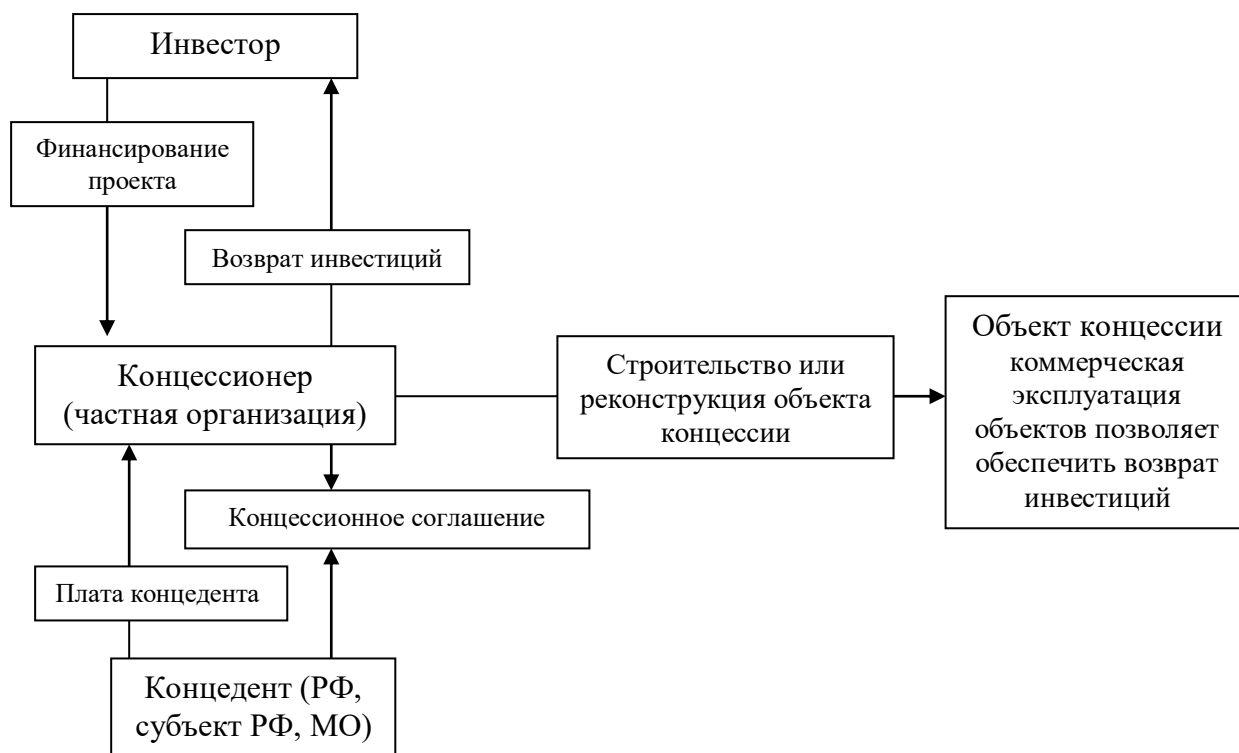 Инвестор
Финансирование
проекта
Возврат инвестиций
Концессионер
(частная организация)
Строительство или
реконструкция объекта
концессии
Объект концессии
коммерческая
эксплуатация
объектов позволяет
обеспечить возврат
инвестиций
Концессионное соглашение
Плата концедента
Концедент (РФ,
субъект РФ, МО)